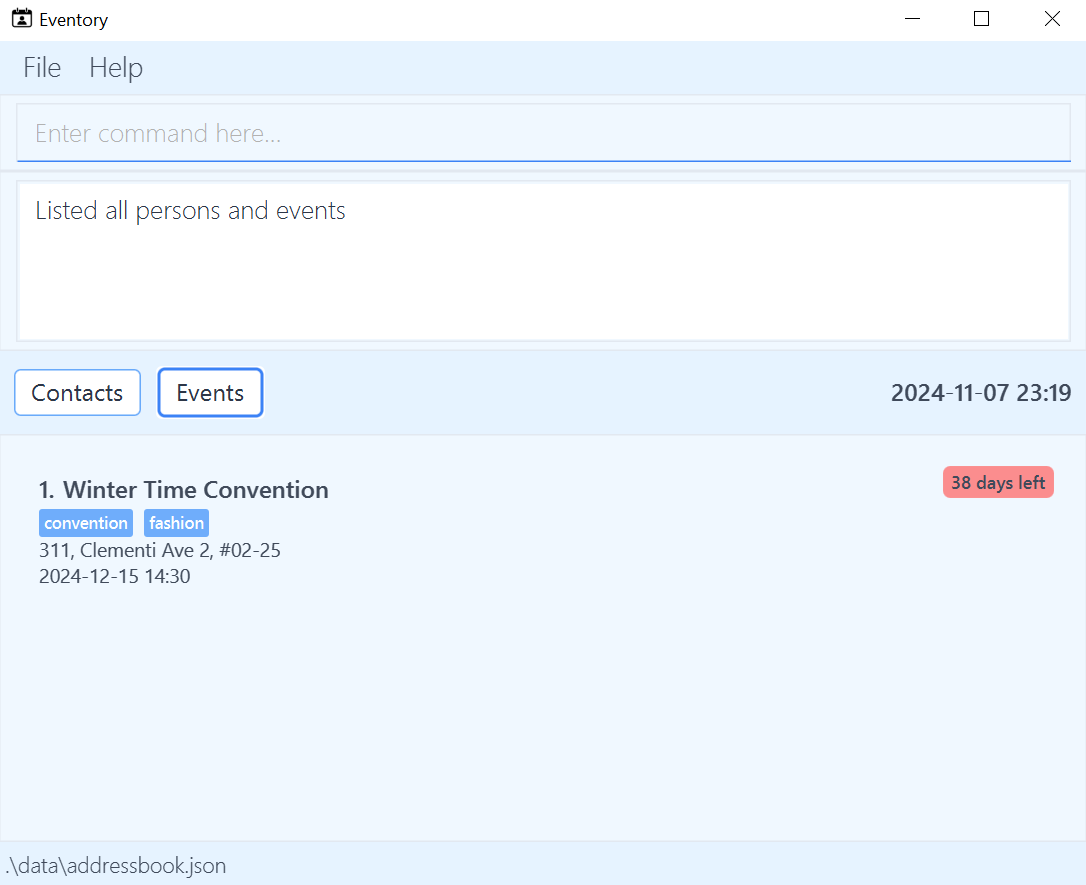 Eventory
File Help
Enter command here...
Listed all persons and events
Contacts Events 2024-11-07 23:19
1. Winter Time Convention 38 days left
convention fashion
311, Clementi Ave 2, #02-25
2024-12-15 14:30
.\data\addressbook.json